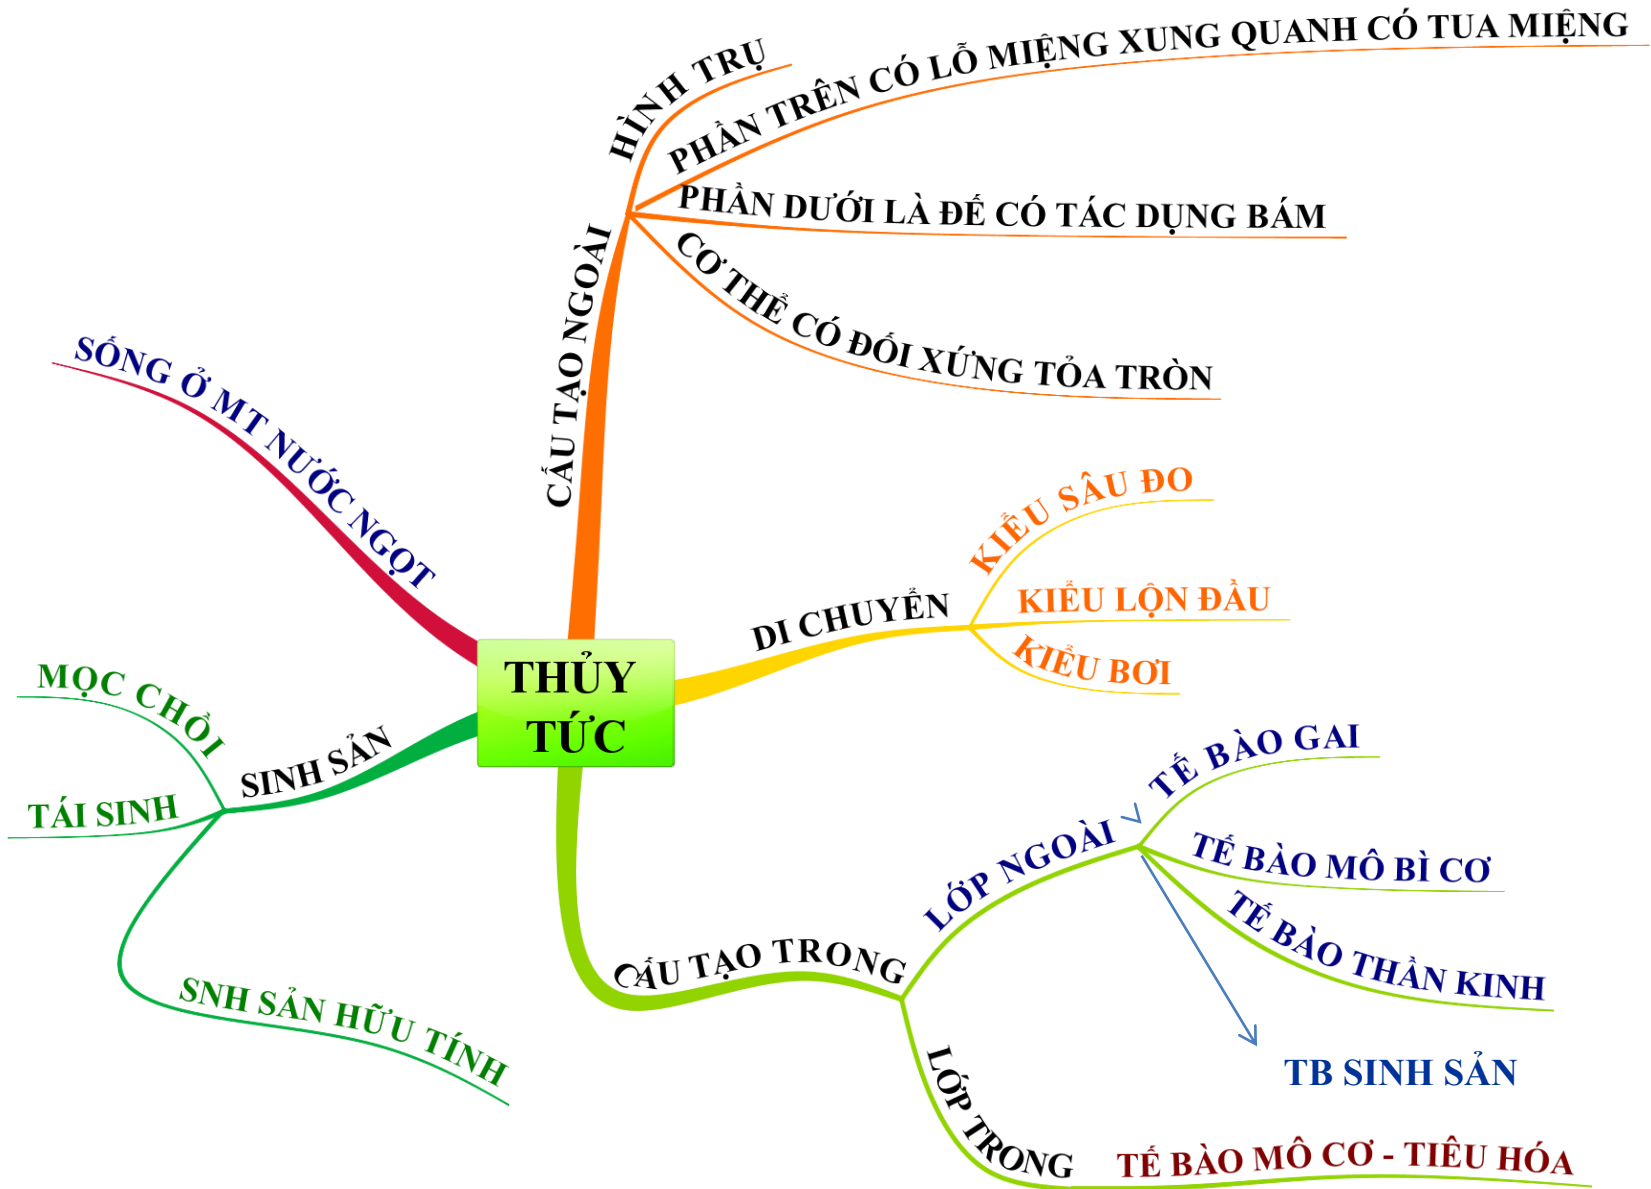 THỦY
TỨC
CẤU TẠO NGOÀI
HÌNH TRỤ
PHẦN TRÊN CÓ LỖ MIỆNG XUNG QUANH CÓ TUA MIỆNG
PHẦN DƯỚI LÀ ĐẾ CÓ TÁC DỤNG BÁM
CƠ THỂ CÓ ĐỐI XỨNG TỎA TRÒN
DI CHUYỂN
KIỂU SÂU ĐO
KIỂU LỘN ĐẦU
KIỂU BƠI
CẤU TẠO TRONG
LỚP NGOÀI
TẾ BÀO GAI
TẾ BÀO MÔ BÌ CƠ
TẾ BÀO THẦN KINH
TB SINH SẢN
LỚP TRONG
TẾ BÀO MÔ CƠ - TIÊU HÓA
SINH SẢN
MỌC CHỒI
TÁI SINH
SNH SẢN HỮU TÍNH
SỐNG Ở MT NƯỚC NGỌT